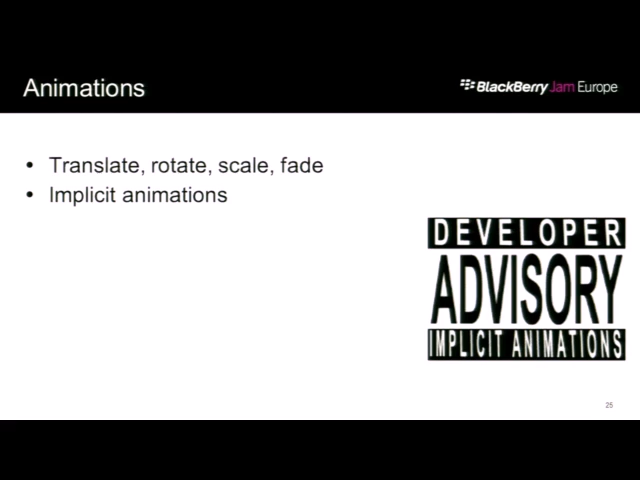 Animations
BlackBerry Jam Europe
• Translate, rotate, scale, fade
• Implicit animations
DEVELOPER
ADVISORY
IMPLICIT ANIMATIONS
25